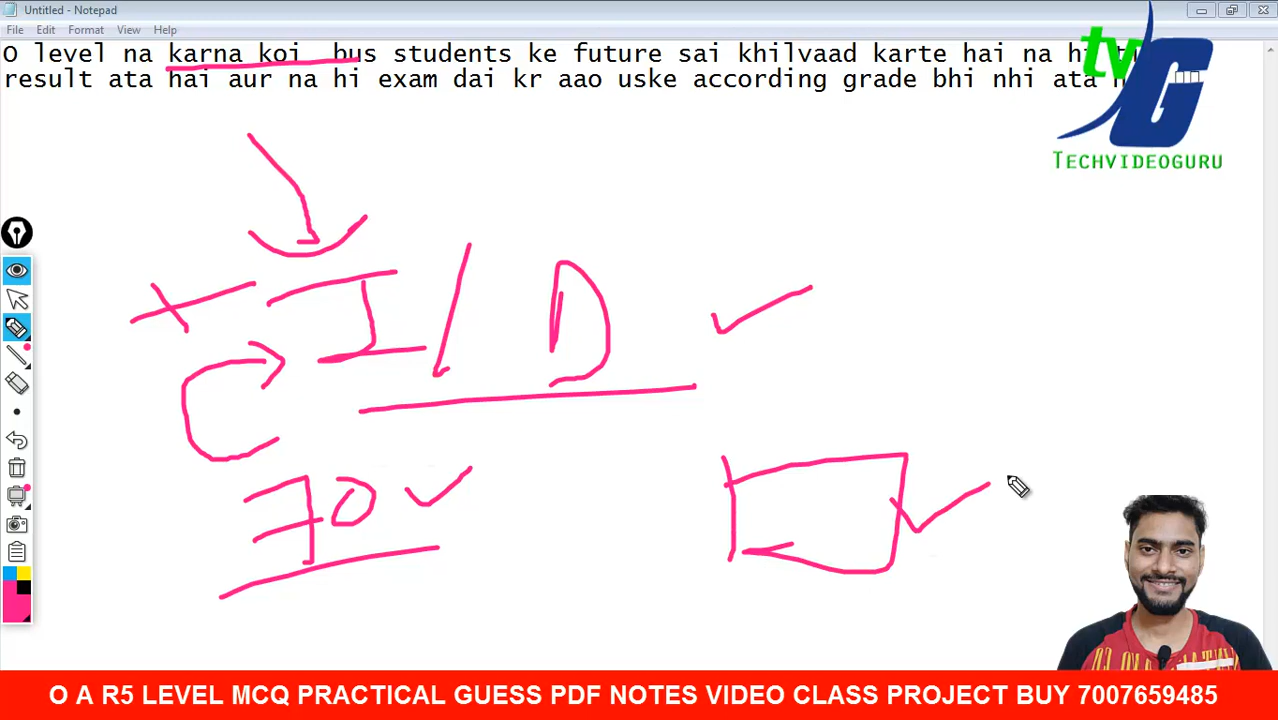 Untitled - Notepad
File Edit Format View Help
O level na karna koi bus students ke future sai khilvaad karte hai na hi
result ata hai aur na hi exam dai kr aao uske according grade bhi nhi ata
tv G
TECHVIDEOGURU
I / D
70
O A R5 LEVEL MCQ PRACTICAL GUESS PDF NOTES VIDEO CLASS PROJECT BUY 7007659485